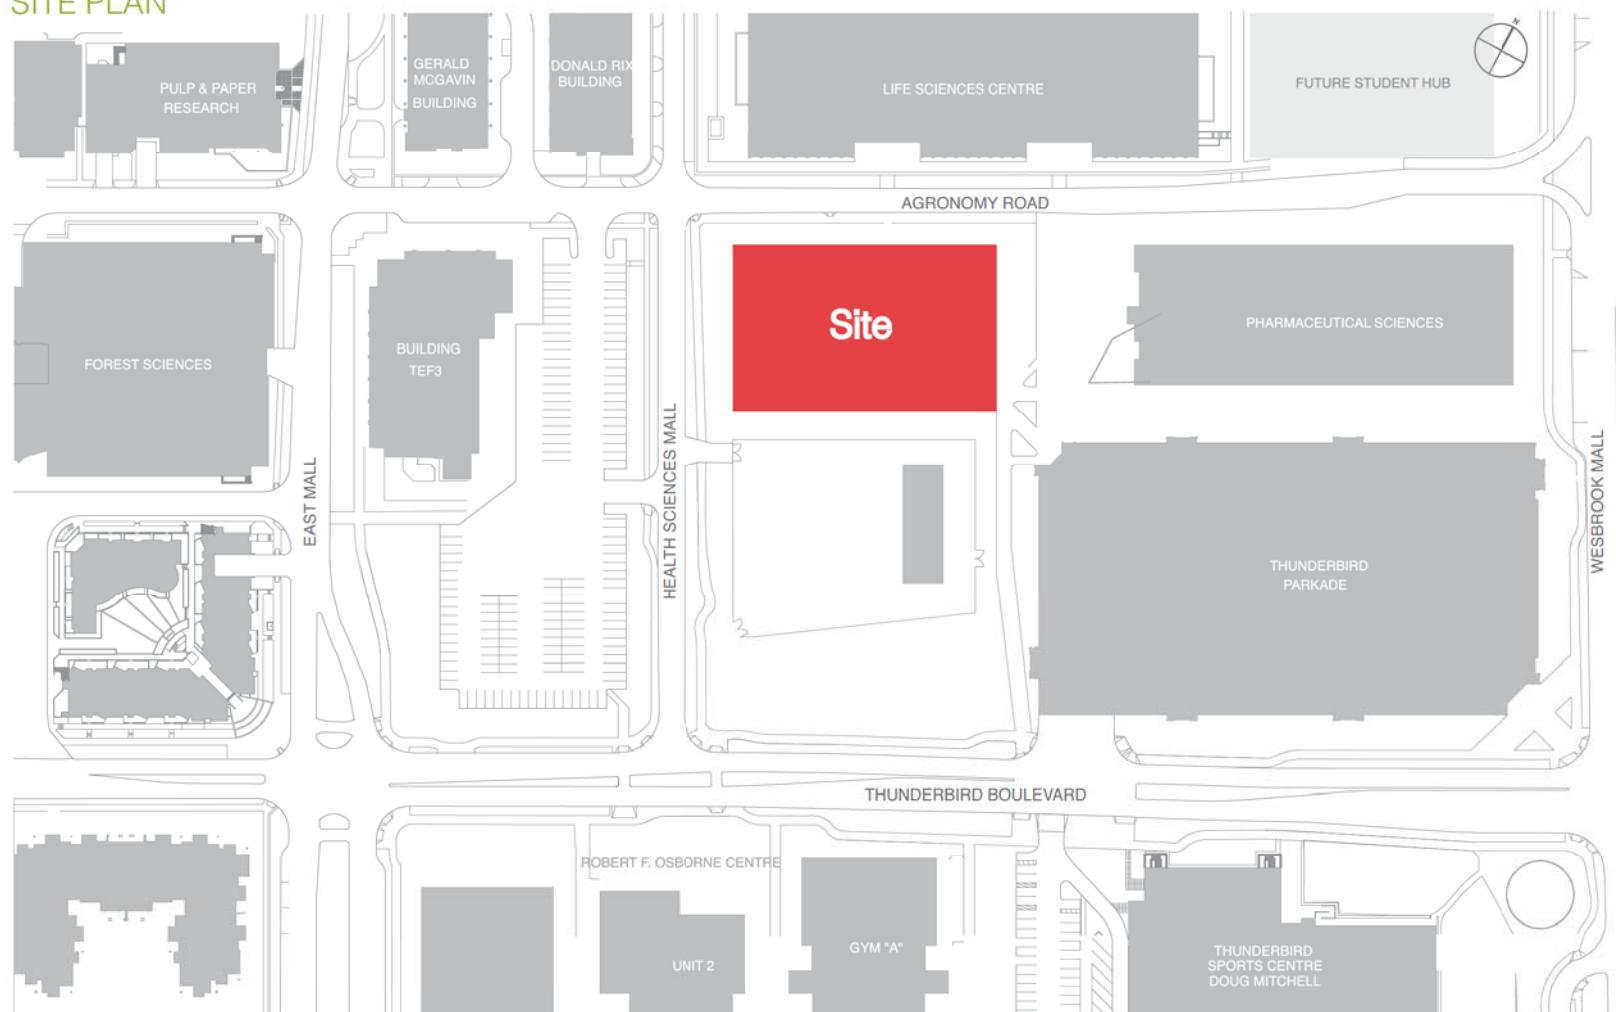 SITE PLAN
N
PULP & PAPER
RESEARCH
GERALD
MCGAVIN
BUILDING
DONALD RIX
BUILDING
LIFE SCIENCES CENTRE
FUTURE STUDENT HUB
AGRONOMY ROAD
FOREST SCIENCES
BUILDING
TEF3
Site
PHARMACEUTICAL SCIENCES
EAST MALL
HEALTH SCIENCES MALL
WESBROOK MALL
THUNDERBIRD
PARKADE
THUNDERBIRD BOULEVARD
ROBERT F. OSBORNE CENTRE
UNIT 2
GYM "A"
THUNDERBIRD
SPORTS CENTRE
DOUG MITCHELL